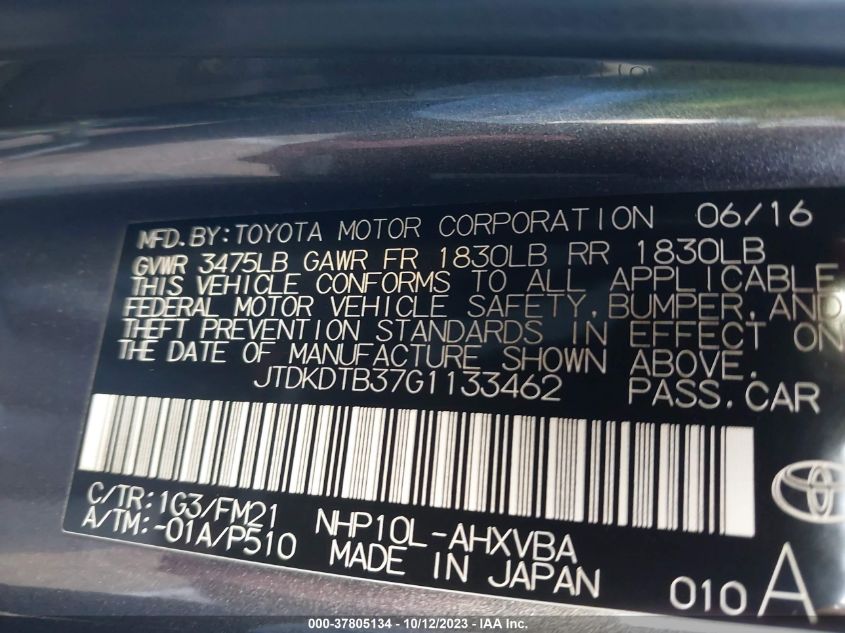 MFD. BY: TOYOTA MOTOR CORPORATION 06/16
GVWR 3475LB GAWR FR 1830LB RR 1830LB
THIS VEHICLE CONFORMS TO ALL APPLICABLE
FEDERAL MOTOR VEHICLE SAFETY, BUMPER, AND
THEFT PREVENTION STANDARDS IN EFFECT ON
THE DATE OF MANUFACTURE SHOWN ABOVE.
JTDKDTB37G1133462 PASS. CAR
C/TR: 1G3/FM21 NHP10L-AHXVBA
A/TM: -01A/P510 MADE IN JAPAN 010 A
000-37805134 - 10/12/2023 - IAA Inc.